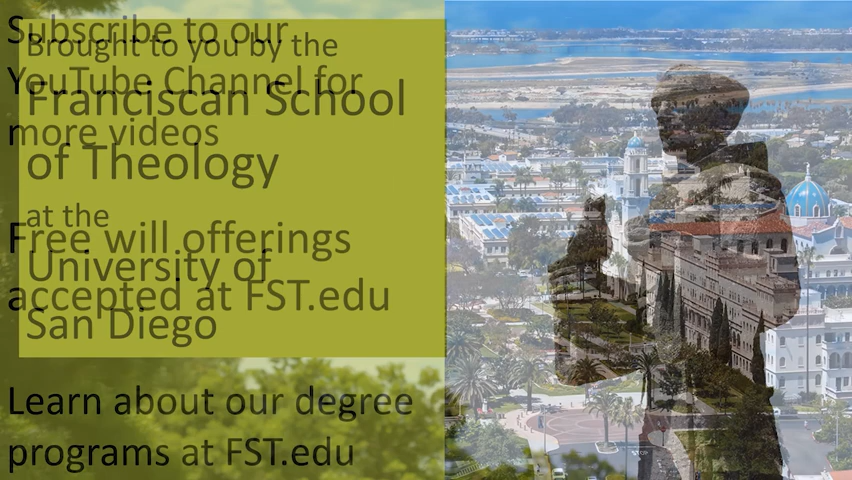 Subscribe to our
YouTube Channel for
more videos
Free will offerings
accepted at FST.edu
Learn about our degree
programs at FST.edu
Brought to you by the
Franciscan School
of Theology
at the
University of
San Diego